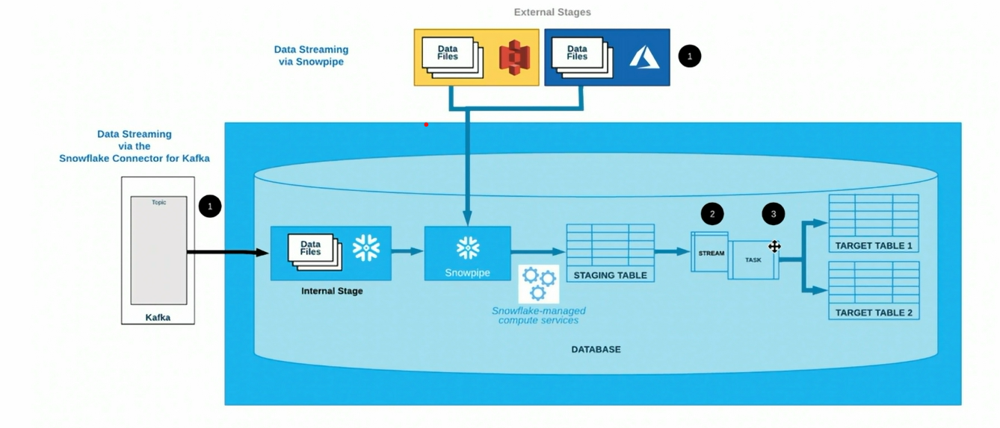 External Stages
Data Streaming
via Snowpipe
Data
Files
Data
Files
1
Data Streaming
via the
Snowflake Connector for Kafka
Topic
1
Kafka
Data
Files
Internal Stage
Snowpipe
Snowflake-managed
compute services
STAGING TABLE
2
3
STREAM
TASK
TARGET TABLE 1
TARGET TABLE 2
DATABASE